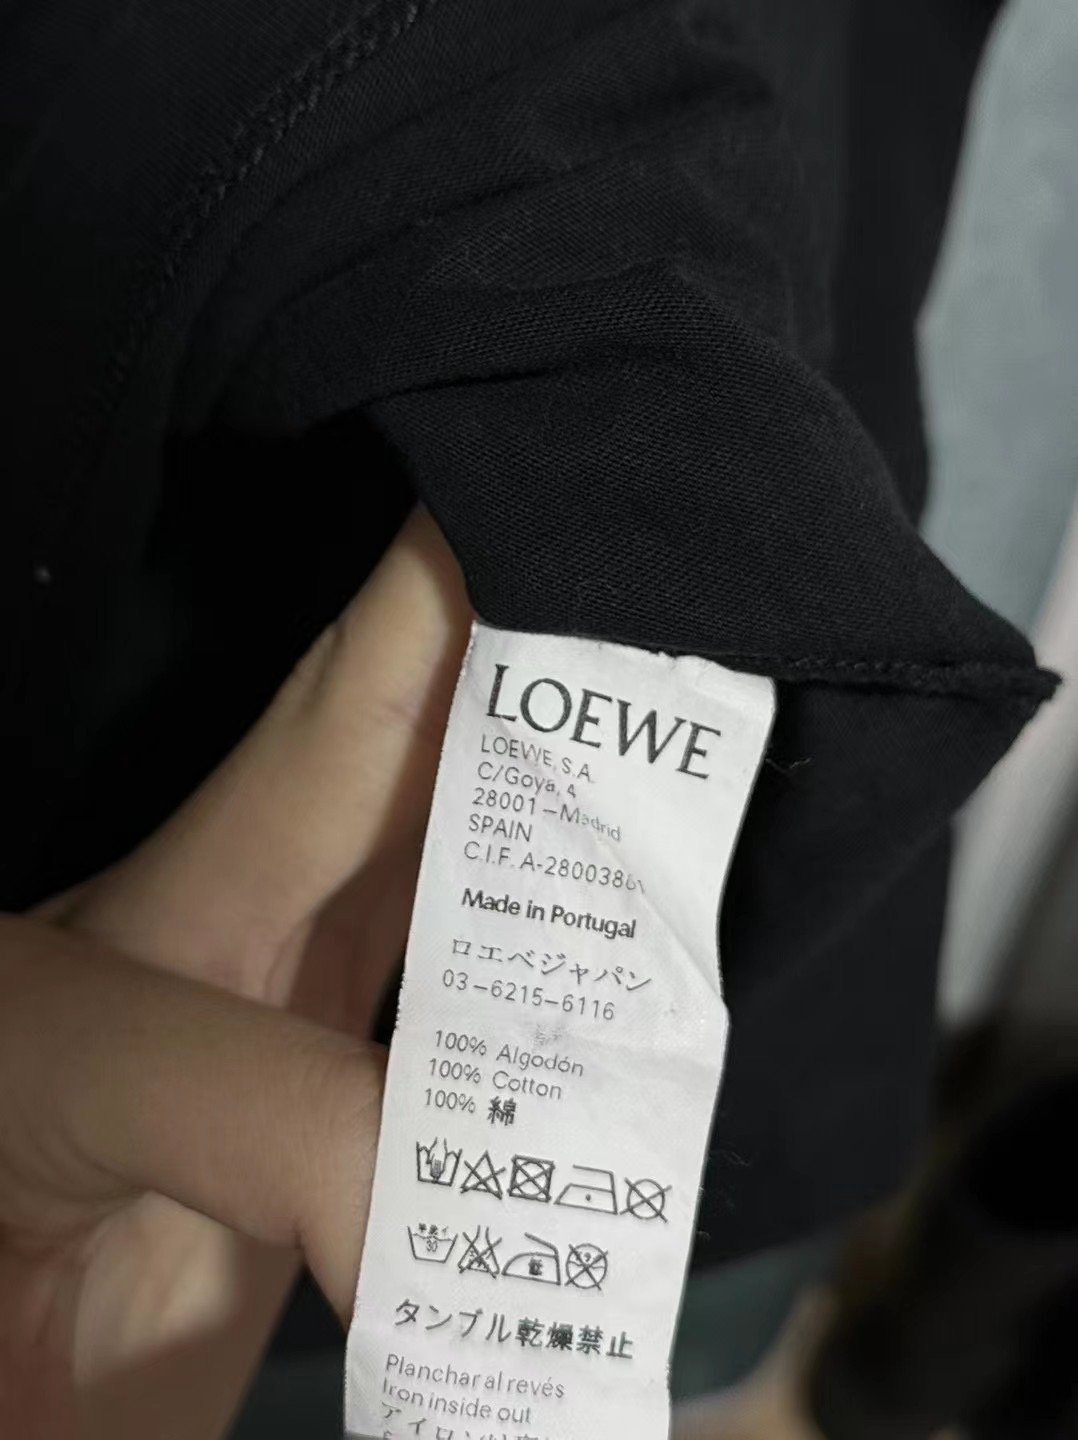 LOEWE
LOEWE, S.A.
C/Goya, 4
28001-Madrid
SPAIN
C.I.F. A-28003861
Made in Portugal
ロエベジャパン
03-6215-6116
100% Algodón
100% Cotton
100% 綿
30
タンブル乾燥禁止
Planchar al revés
Iron inside out